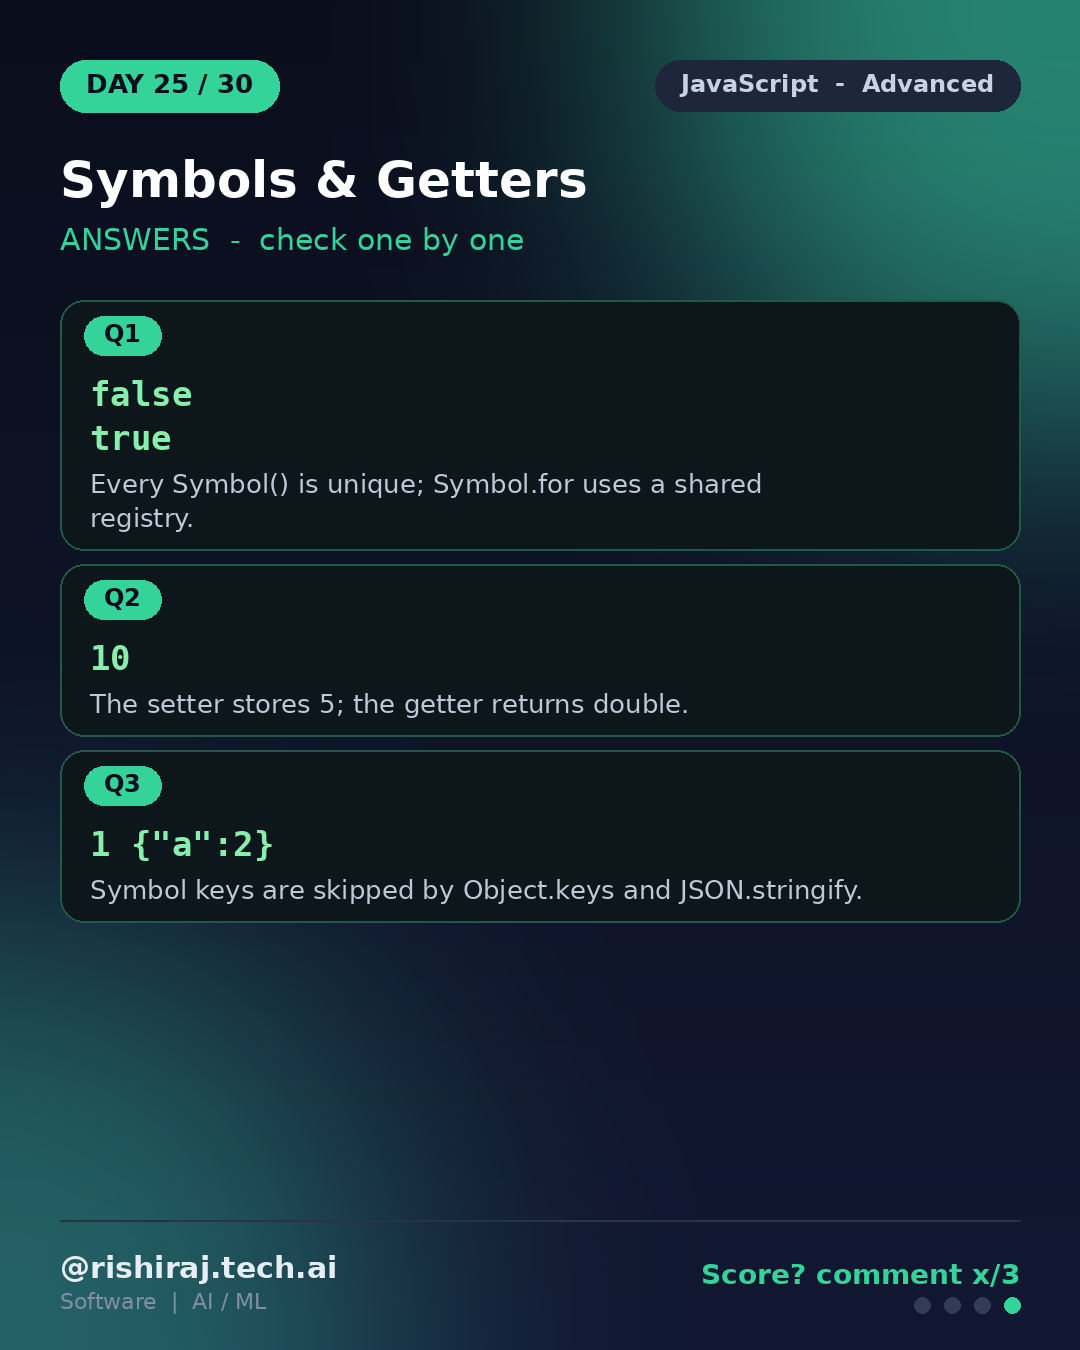 DAY 25 / 30
JavaScript - Advanced
Symbols & Getters
ANSWERS - check one by one
Q1
false
true
Every Symbol() is unique; Symbol.for uses a shared
registry.
Q2
10
The setter stores 5; the getter returns double.
Q3
1 {"a":2}
Symbol keys are skipped by Object.keys and JSON.stringify.
@rishiraj.tech.ai
Software | AI / ML
Score? comment x/3